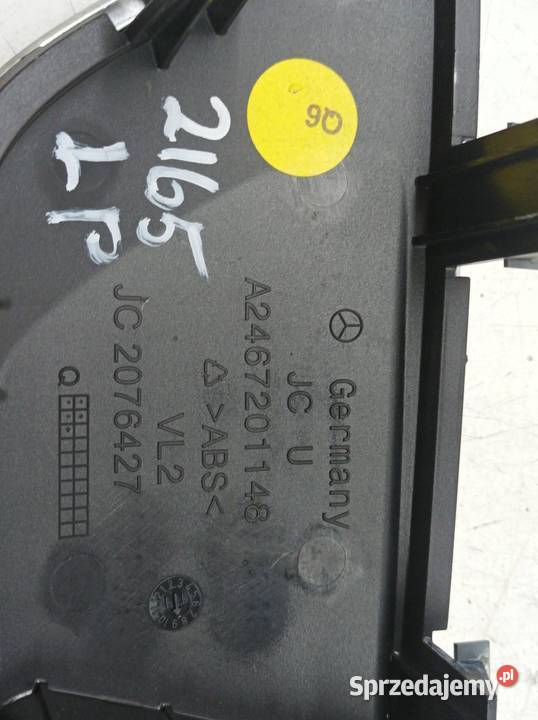 Q6
2165
LP
Germany
JC U
A2467201148
>ABS<
VL2
JC 2076427
Q
Sprzedajemy.pl